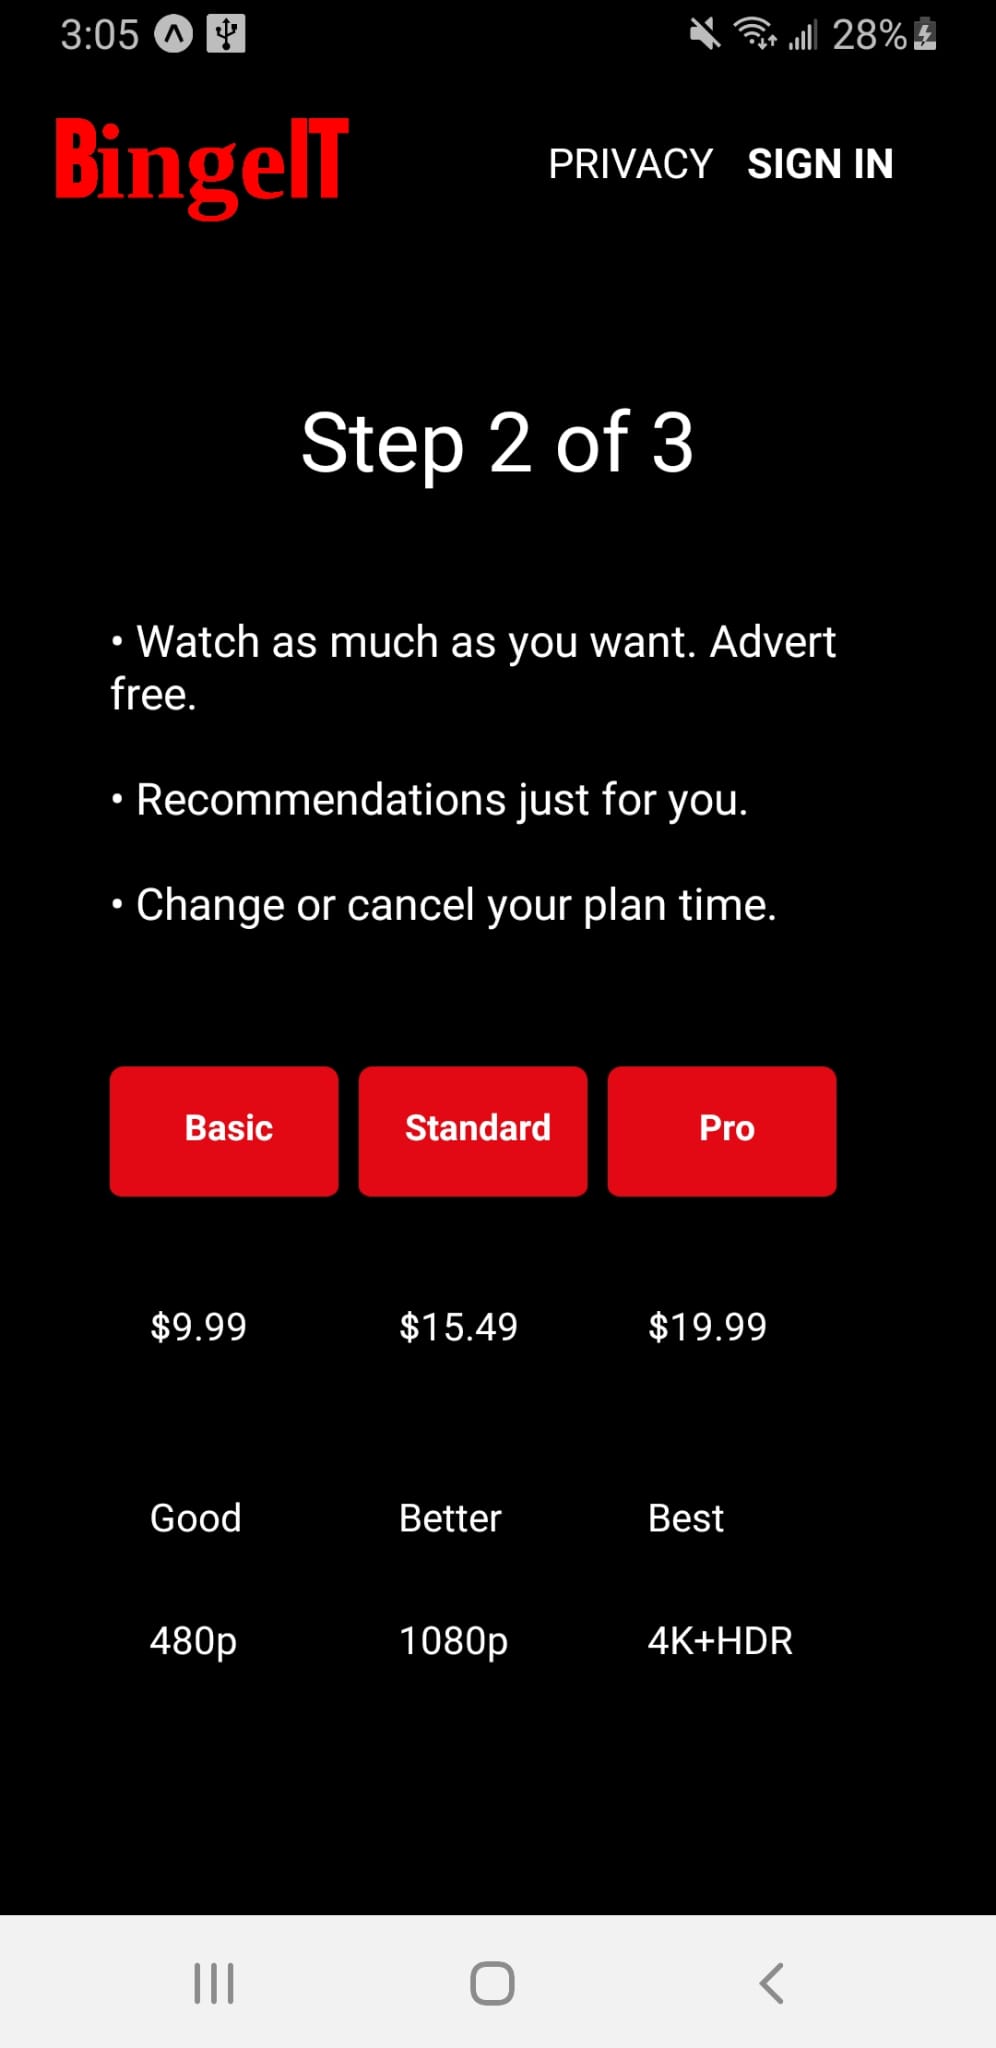 3:05 28%
BingeIT PRIVACY SIGN IN
Step 2 of 3
• Watch as much as you want. Advert
free.
• Recommendations just for you.
• Change or cancel your plan time.
Basic Standard Pro
$9.99 $15.49 $19.99
Good Better Best
480p 1080p 4K+HDR